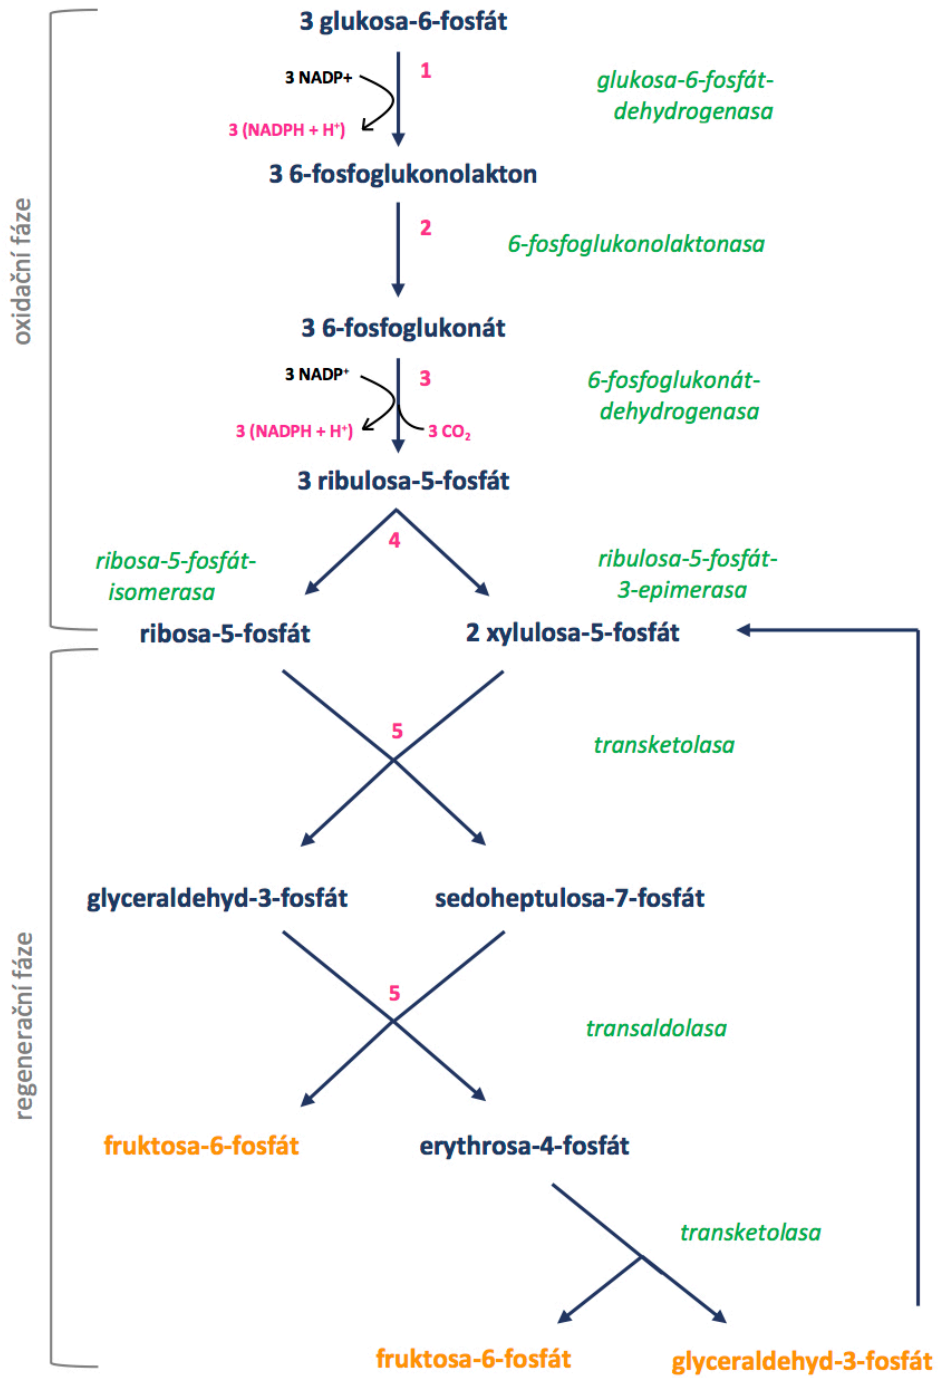 3 glukosa-6-fosfát
3 NADP+
1
glukosa-6-fosfát-
dehydrogenasa
3 (NADPH + H⁺)
3 6-fosfoglukonolakton
2
6-fosfoglukonolaktonasa
oxidační fáze
3 6-fosfoglukonát
3 NADP⁺
3
6-fosfoglukonát-
dehydrogenasa
3 (NADPH + H⁺)
3 CO₂
3 ribulosa-5-fosfát
4
ribosa-5-fosfát-
isomerasa
ribulosa-5-fosfát-
3-epimerasa
ribosa-5-fosfát
2 xylulosa-5-fosfát
5
transketolasa
glyceraldehyd-3-fosfát
sedoheptulosa-7-fosfát
regenerační fáze
5
transaldolasa
fruktosa-6-fosfát
erythrosa-4-fosfát
transketolasa
fruktosa-6-fosfát
glyceraldehyd-3-fosfát